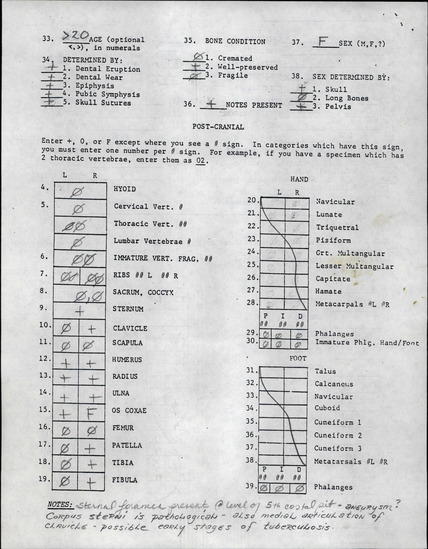 33. >20 AGE (optional <,>, in numerals
34. DETERMINED BY:
+ 1. Dental Eruption
+ 2. Dental Wear
+ 3. Epiphysis
+ 4. Pubic Symphysis
+ 5. Skull Sutures
35. BONE CONDITION
Ø 1. Cremated
+ 2. Well-preserved
Ø 3. Fragile
36. + NOTES PRESENT
37. F SEX (M,F,?)
38. SEX DETERMINED BY:
+ 1. Skull
Ø 2. Long Bones
+ 3. Pelvis
POST-CRANIAL
Enter +, 0, or F except where you see a # sign. In categories which have this sign,
you must enter one number per # sign. For example, if you have a specimen which has
2 thoracic vertebrae, enter them as 02.
L R
4. Ø HYOID
5. Ø Cervical Vert. #
ØØ Thoracic Vert. ##
Ø Lumbar Vertebrae #
6. ØØ IMMATURE VERT. FRAG. ##
7. ØØ ØØ RIBS ## L ## R
8. Ø,Ø SACRUM, COCCYX
9. + STERNUM
10. Ø + CLAVICLE
11. Ø Ø SCAPULA
12. + + HUMERUS
13. + + RADIUS
14. + + ULNA
15. + F OS COXAE
16. Ø Ø FEMUR
17. Ø + PATELLA
18. Ø + TIBIA
19. Ø + FIBULA
HAND
L R
20. Navicular
21. Lunate
22. Triquetral
23. Pisiform
24. Grt. Multangular
25. Lesser Multangular
26. Capitate
27. Hamate
28. Metacarpals #L #R
P I D
## ## ##
29. Ø Ø Ø Phalanges
30. Ø Ø Ø Immature Phlg. Hand/Foot
FOOT
31. Talus
32. Calcaneus
33. Navicular
34. Cuboid
35. Cuneiform 1
36. Cuneiform 2
37. Cuneiform 3
38. Metatarsals #L #R
P I D
## ## ##
39. Ø Ø Ø Phalanges
NOTES: Sternal foramen present @ level of 5th costal pit - aneurysm?
Corpus sterni is pathological - also medial articulation of
clavicle - possible early stages of tuberculosis.